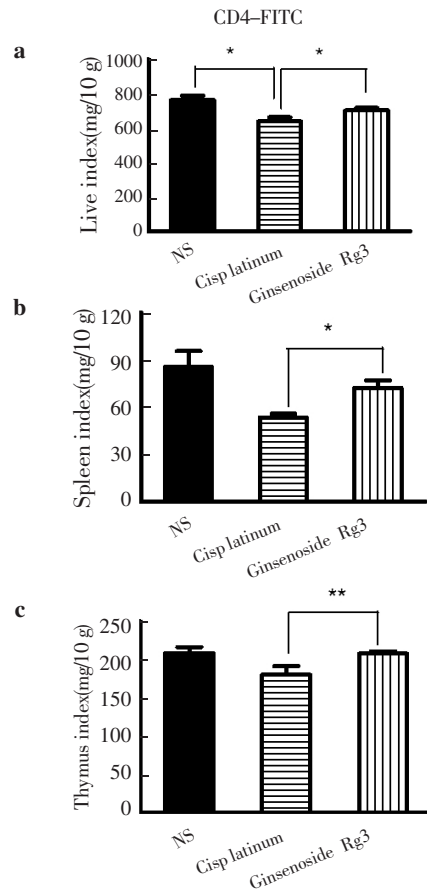 CD4–FITC
a
Live index(mg/10 g)
1000
800
600
400
200
0
*
*
NS
Cisp latinum
Ginsenoside Rg3
b
Spleen index(mg/10 g)
120
90
60
30
0
*
NS
Cisp latinum
Ginsenoside Rg3
c
Thymus index(mg/10 g)
250
200
150
100
50
0
**
NS
Cisp latinum
Ginsenoside Rg3